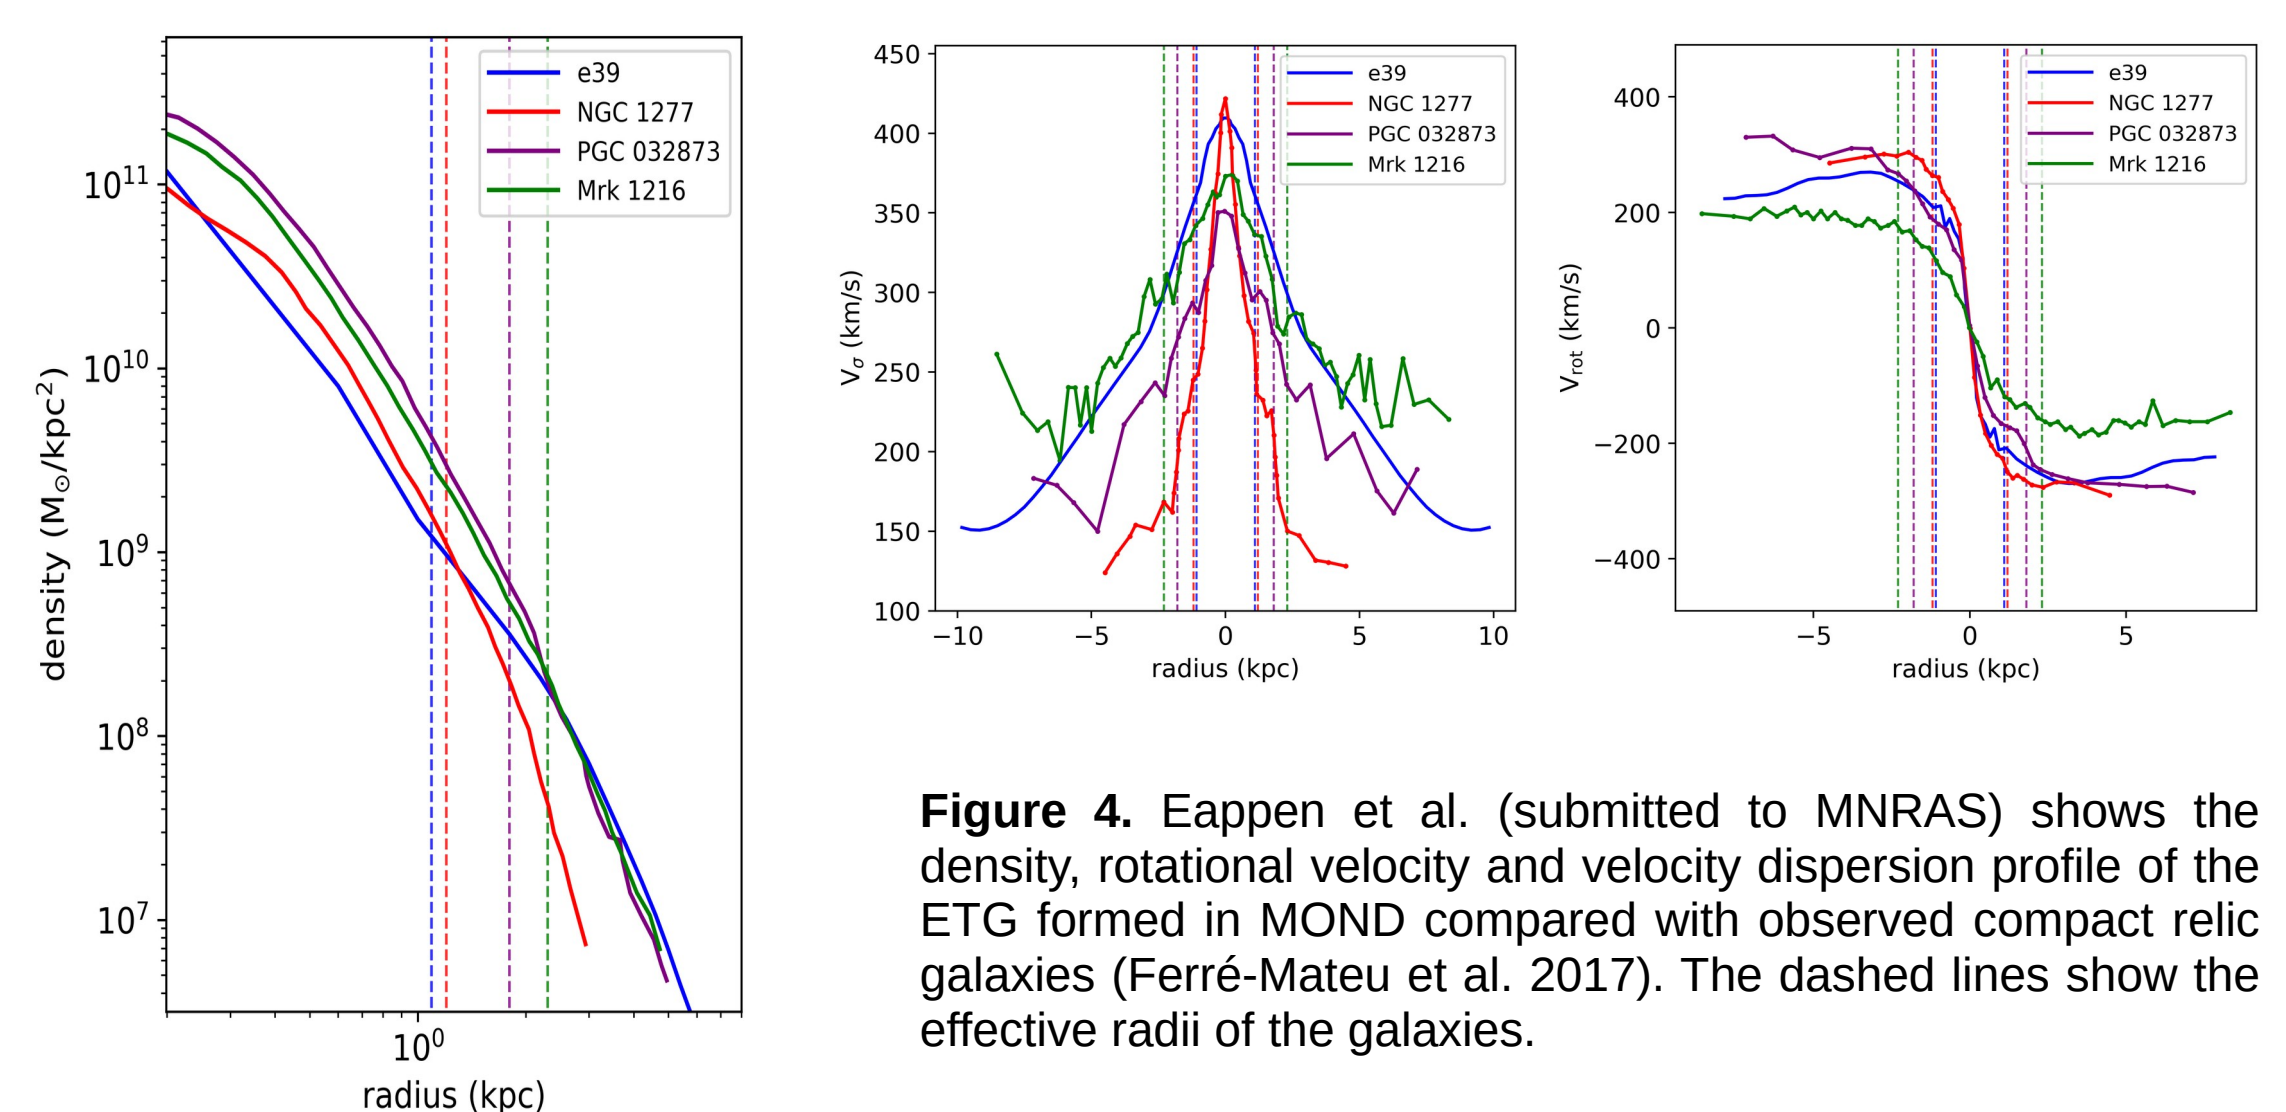 e39
NGC 1277
PGC 032873
Mrk 1216
10¹¹
10¹⁰
10⁹
10⁸
10⁷
density (M☉/kpc²)
10⁰
radius (kpc)
450
400
350
300
250
200
150
100
Vσ (km/s)
e39
NGC 1277
PGC 032873
Mrk 1216
−10
−5
0
5
10
radius (kpc)
400
200
0
−200
−400
Vrot (km/s)
e39
NGC 1277
PGC 032873
Mrk 1216
−5
0
5
radius (kpc)
Figure 4. Eappen et al. (submitted to MNRAS) shows the
density, rotational velocity and velocity dispersion profile of the
ETG formed in MOND compared with observed compact relic
galaxies (Ferré-Mateu et al. 2017). The dashed lines show the
effective radii of the galaxies.